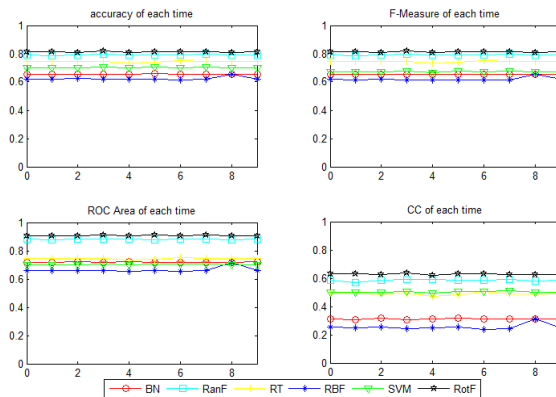 accuracy of each time
1
0.8
0.6
0.4
0.2
0
0 2 4 6 8
F-Measure of each time
1
0.8
0.6
0.4
0.2
0
0 2 4 6 8
ROC Area of each time
1
0.8
0.6
0.4
0.2
0
0 2 4 6 8
CC of each time
1
0.8
0.6
0.4
0.2
0
0 2 4 6 8
BN RanF RT RBF SVM RotF